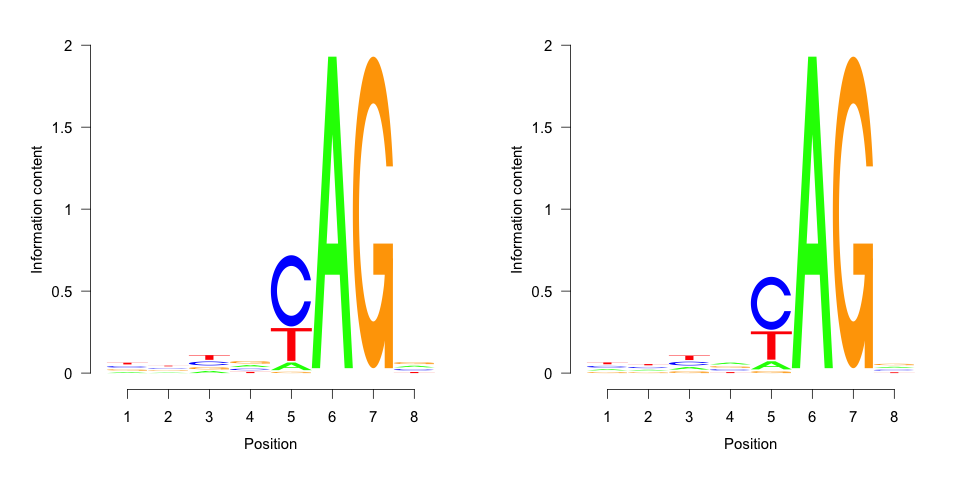 2
1.5
1
0.5
0
Information content
C
T
A
A G
1 2 3 4 5 6 7 8
Position
2
1.5
1
0.5
0
Information content
C
T
A
A G
1 2 3 4 5 6 7 8
Position